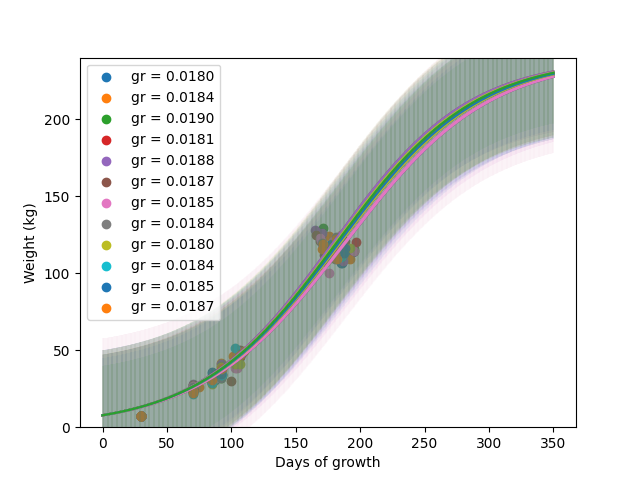 gr = 0.0180
gr = 0.0184
gr = 0.0190
gr = 0.0181
gr = 0.0188
gr = 0.0187
gr = 0.0185
gr = 0.0184
gr = 0.0180
gr = 0.0184
gr = 0.0185
gr = 0.0187
Weight (kg)
200
150
100
50
0
0 50 100 150 200 250 300 350
Days of growth